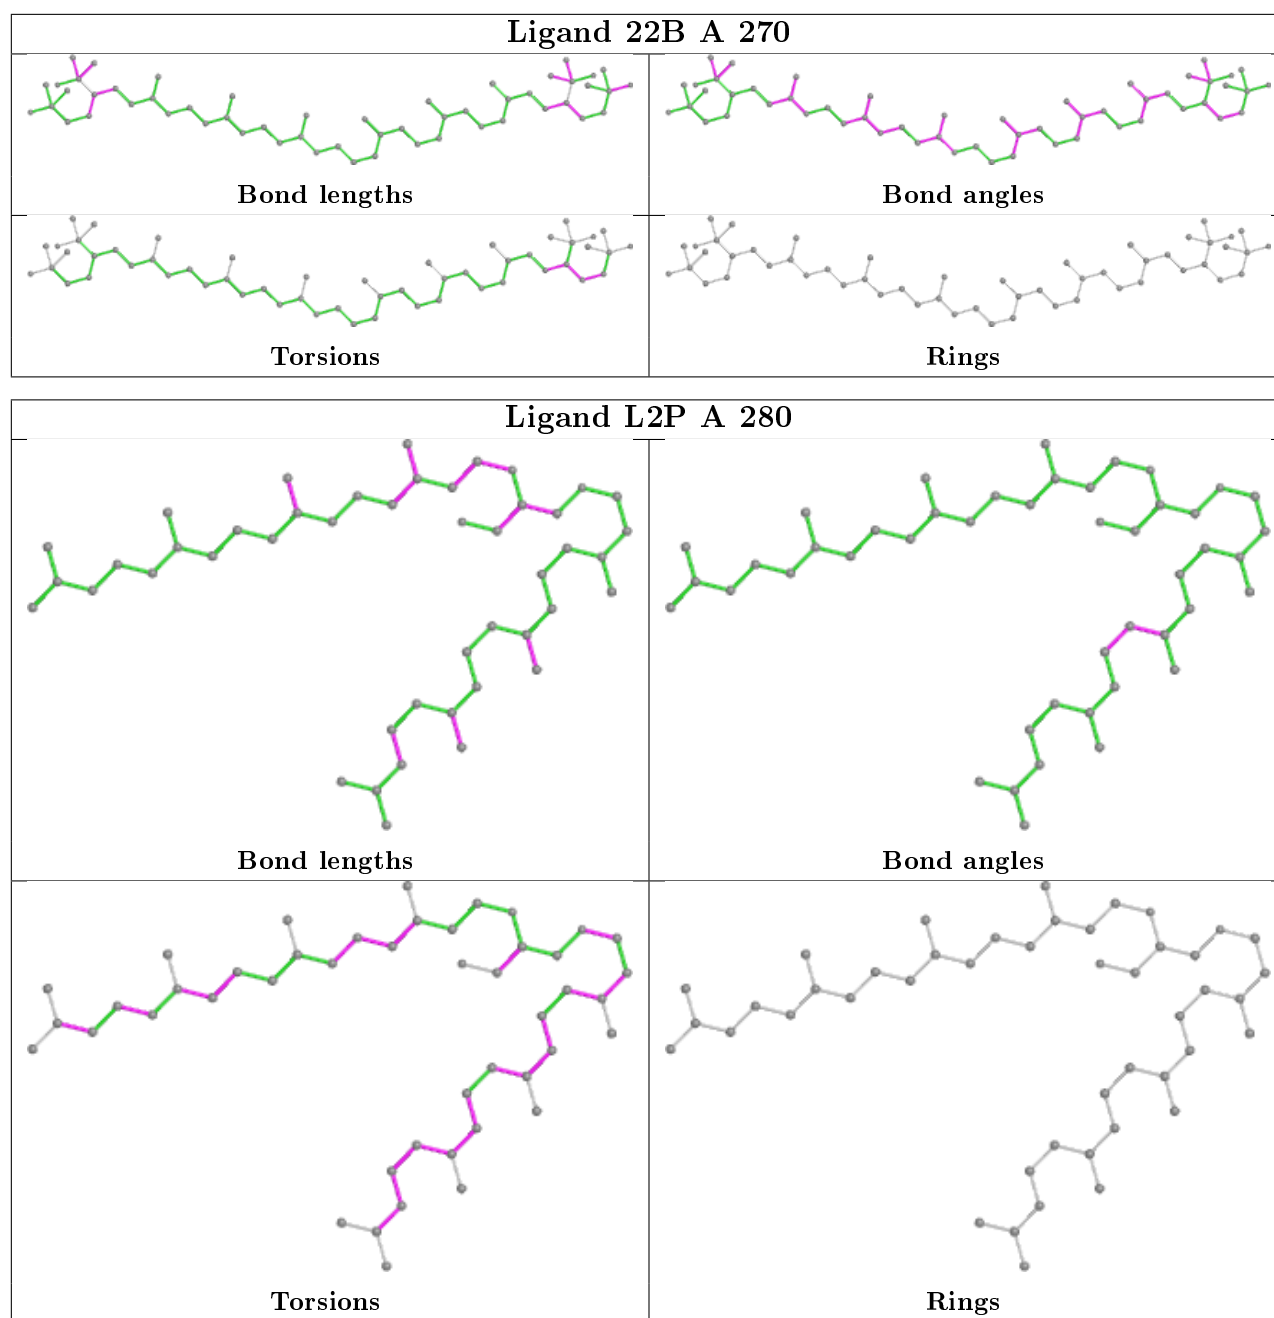 Ligand 22B A 270
Bond lengths
Bond angles
Torsions
Rings
Ligand L2P A 280
Bond lengths
Bond angles
Torsions
Rings